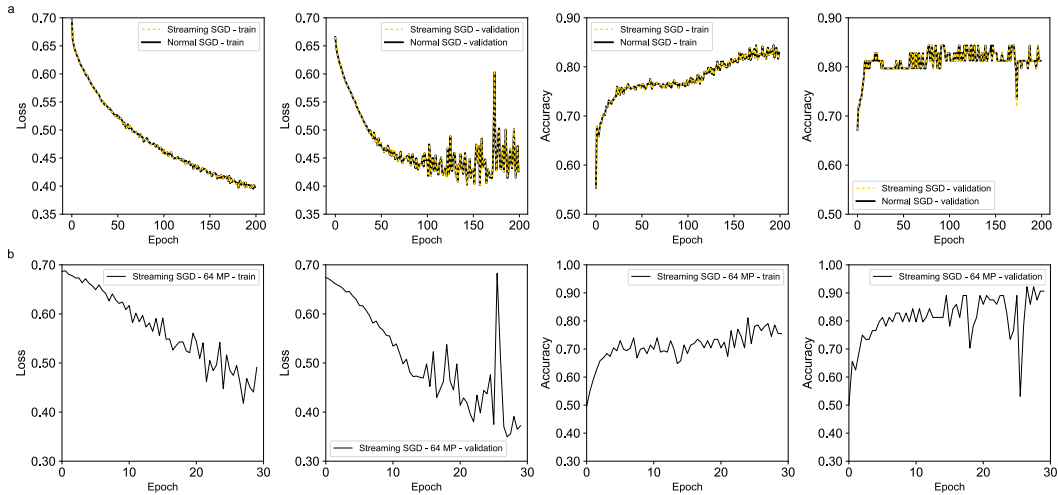 a
0.70
0.65
0.60
0.55
0.50
0.45
0.40
0.35
Loss
0
50
100
150
200
Epoch
Streaming SGD - train
Normal SGD - train
0.70
0.65
0.60
0.55
0.50
0.45
0.40
0.35
Loss
0
50
100
150
200
Epoch
Streaming SGD - validation
Normal SGD - validation
0.90
0.80
0.70
0.60
0.50
Accuracy
0
50
100
150
200
Epoch
Streaming SGD - train
Normal SGD - train
0.90
0.80
0.70
0.60
0.50
Accuracy
0
50
100
150
200
Epoch
Streaming SGD - validation
Normal SGD - validation
b
0.70
0.60
0.50
0.40
0.30
Loss
0
10
20
30
Epoch
Streaming SGD - 64 MP - train
0.70
0.60
0.50
0.40
0.30
Loss
0
10
20
30
Epoch
Streaming SGD - 64 MP - validation
1.00
0.90
0.80
0.70
0.60
0.50
0.40
0.30
Accuracy
0
10
20
30
Epoch
Streaming SGD - 64 MP - train
1.00
0.90
0.80
0.70
0.60
0.50
0.40
0.30
Accuracy
0
10
20
30
Epoch
Streaming SGD - 64 MP - validation